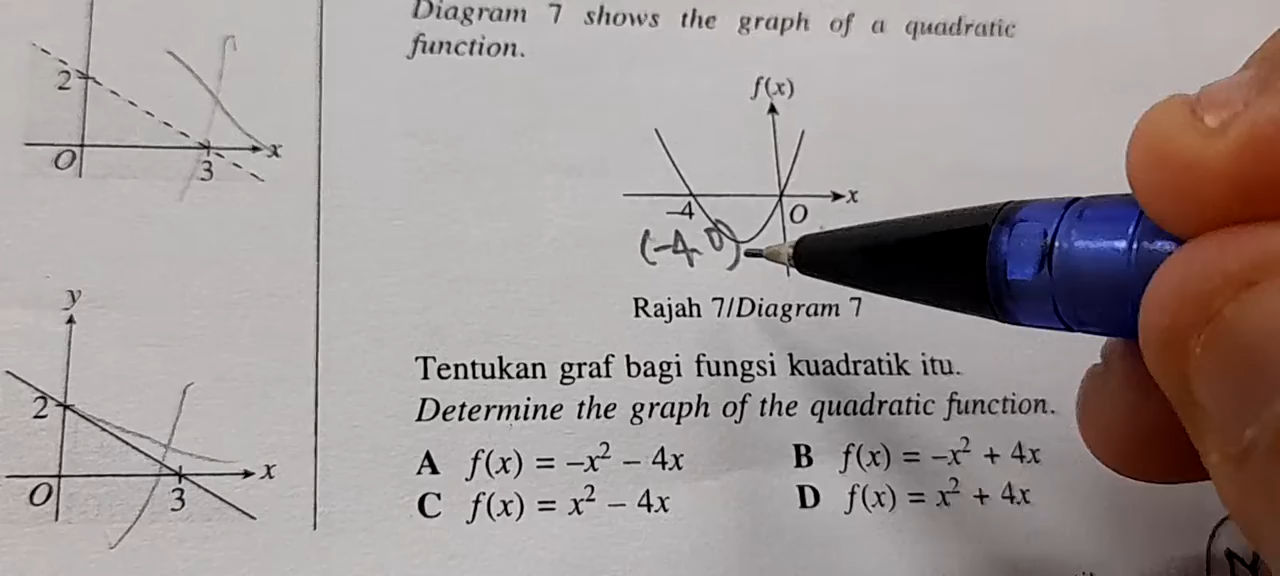 2
O
3
x
y
2
O
3
x
Diagram 7 shows the graph of a quadratic
function.
f(x)
x
-4
O
(-4, 0)
Rajah 7/Diagram 7
Tentukan graf bagi fungsi kuadratik itu.
Determine the graph of the quadratic function.
A f(x) = -x² - 4x
B f(x) = -x² + 4x
C f(x) = x² - 4x
D f(x) = x² + 4x